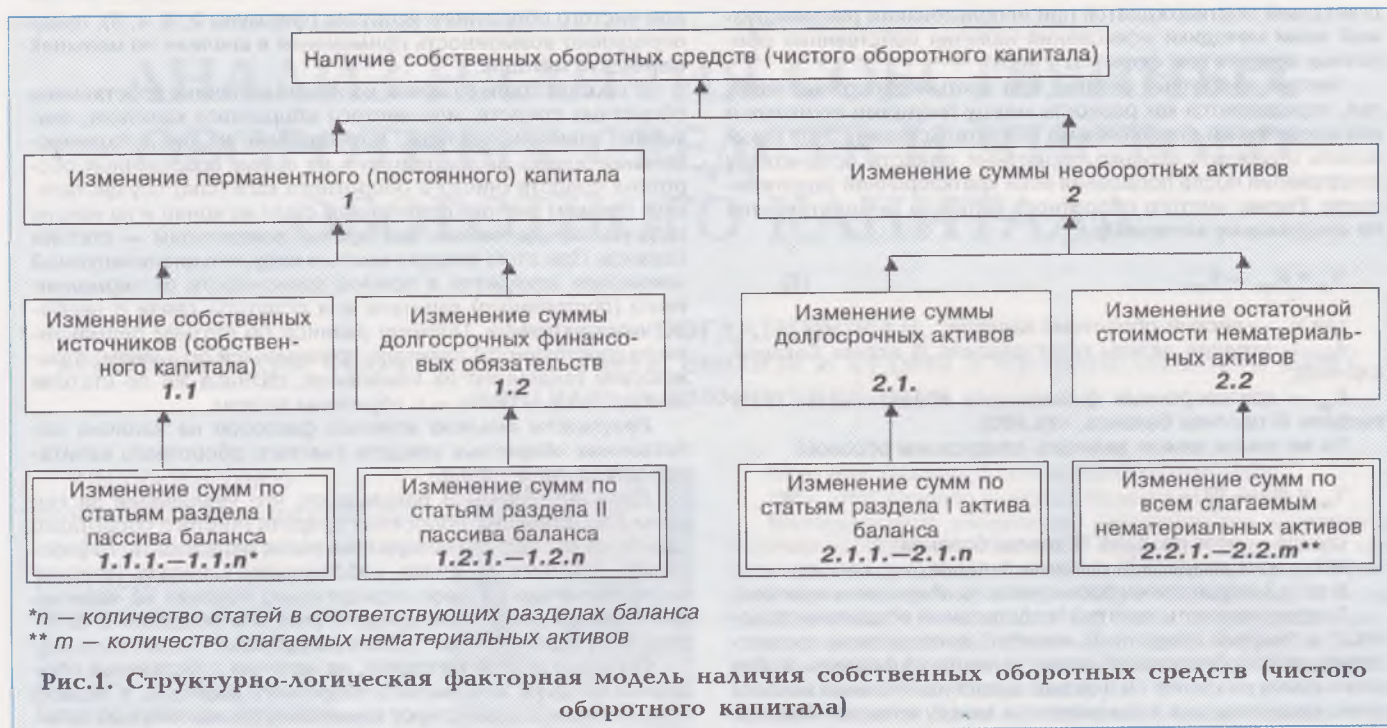 Наличие собственных оборотных средств (чистого оборотного капитала)
Изменение перманентного (постоянного) капитала
1
Изменение суммы необоротных активов
2
Изменение собственных
источников (собствен-
ного капитала)
1.1
Изменение суммы
долгосрочных финансо-
вых обязательств
1.2
Изменение суммы
долгосрочных активов
2.1.
Изменение остаточной
стоимости нематериаль-
ных активов
2.2
Изменение сумм по
статьям раздела I
пассива баланса
1.1.1.—1.1.n*
Изменение сумм по
статьям раздела II
пассива баланса
1.2.1.—1.2.n
Изменение сумм по
статьям раздела I актива
баланса
2.1.1.—2.1.n
Изменение сумм по
всем слагаемым
нематериальных активов
2.2.1.—2.2.m**
*n — количество статей в соответствующих разделах баланса
** m — количество слагаемых нематериальных активов
Рис.1. Структурно-логическая факторная модель наличия собственных оборотных средств (чистого
оборотного капитала)